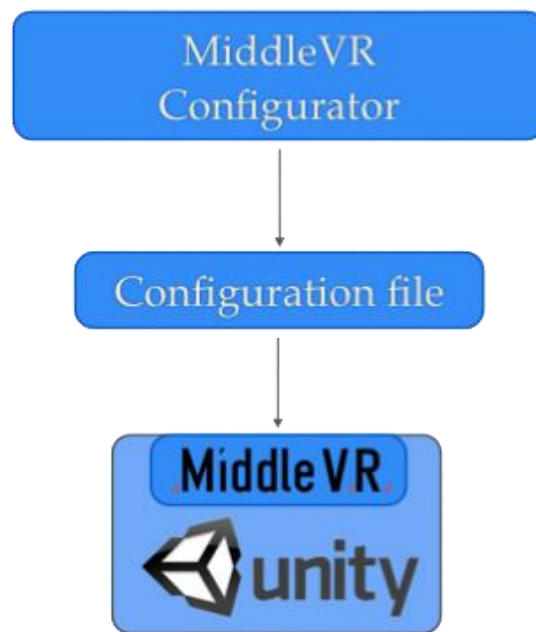 MiddleVR
Configurator
Configuration file
MiddleVR
unity